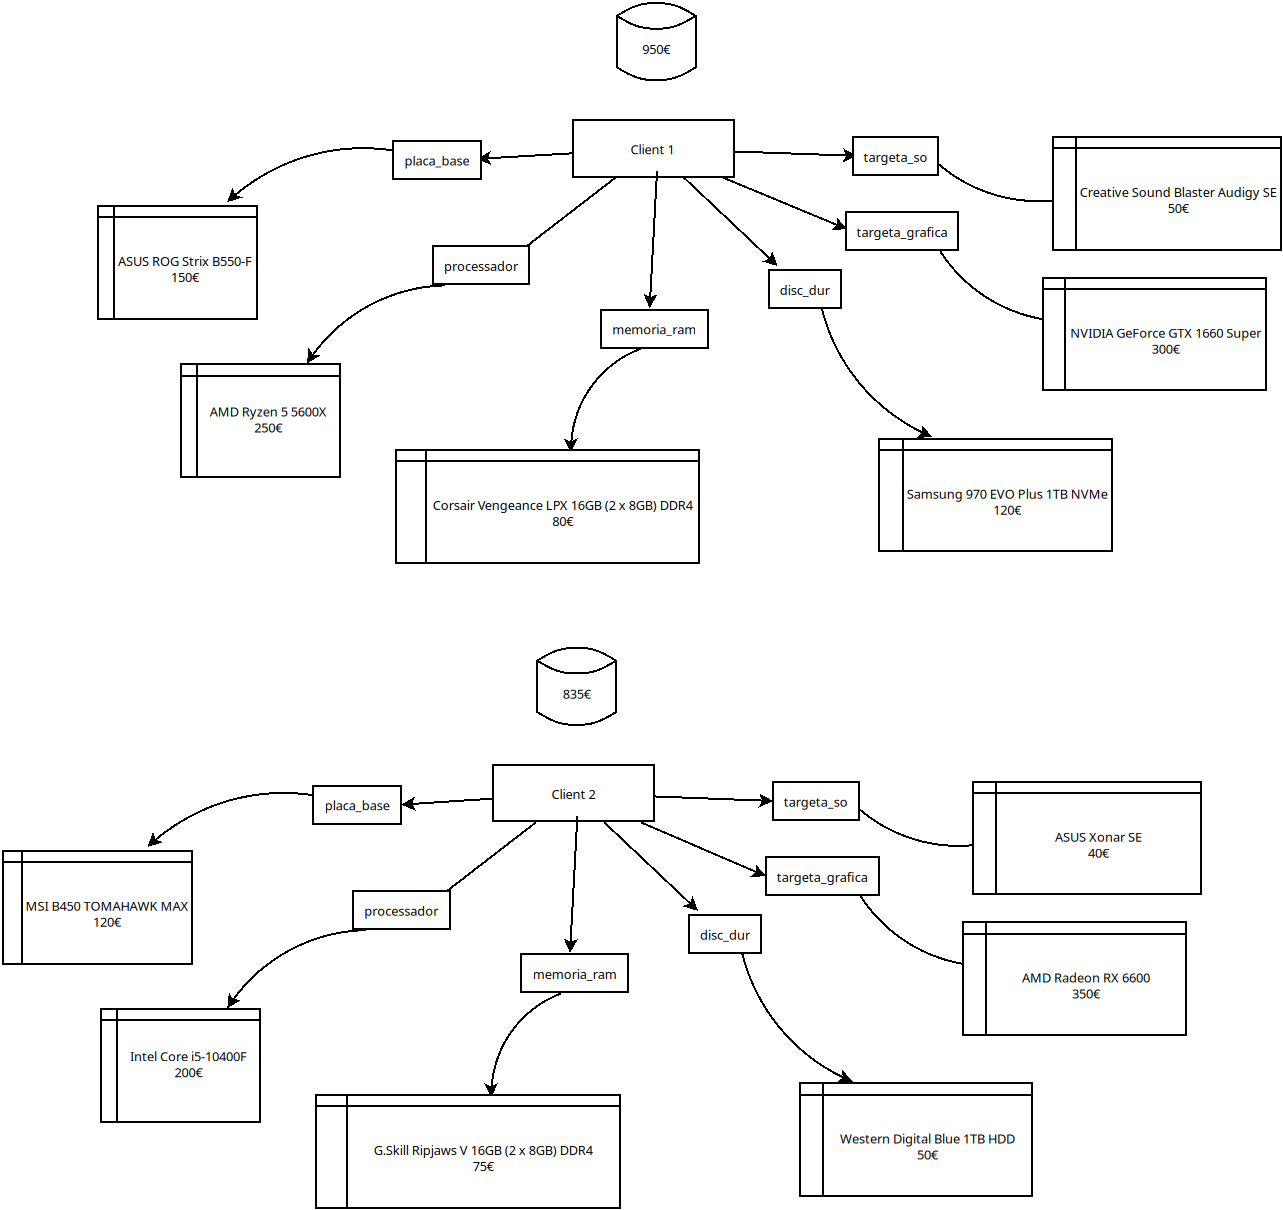 950€
Client 1
placa_base
targeta_so
Creative Sound Blaster Audigy SE
50€
targeta_grafica
ASUS ROG Strix B550-F
150€
processador
disc_dur
memoria_ram
NVIDIA GeForce GTX 1660 Super
300€
AMD Ryzen 5 5600X
250€
Corsair Vengeance LPX 16GB (2 x 8GB) DDR4
80€
Samsung 970 EVO Plus 1TB NVMe
120€
835€
Client 2
placa_base
targeta_so
ASUS Xonar SE
40€
targeta_grafica
MSI B450 TOMAHAWK MAX
120€
processador
disc_dur
memoria_ram
AMD Radeon RX 6600
350€
Intel Core i5-10400F
200€
G.Skill Ripjaws V 16GB (2 x 8GB) DDR4
75€
Western Digital Blue 1TB HDD
50€